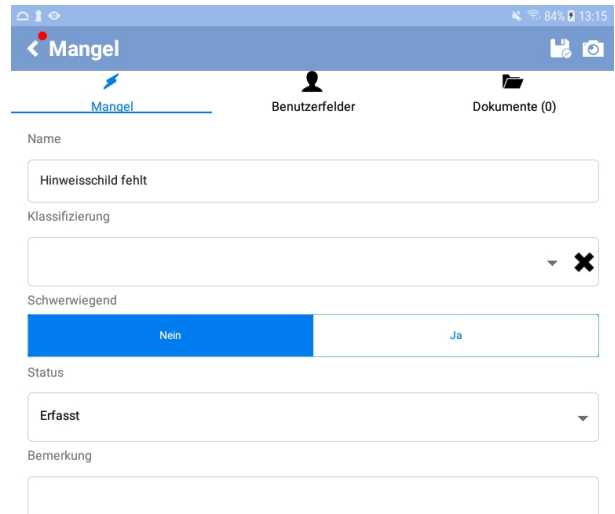 84% 13:15
Mangel
Mangel Benutzerfelder Dokumente (0)
Name
Hinweisschild fehlt
Klassifizierung
Schwerwiegend
Nein Ja
Status
Erfasst
Bemerkung